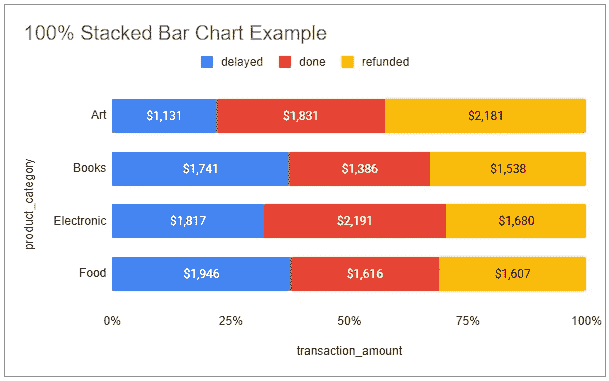 100% Stacked Bar Chart Example
delayed done refunded
product_category
Art $1,131 $1,831 $2,181
Books $1,741 $1,386 $1,538
Electronic $1,817 $2,191 $1,680
Food $1,946 $1,616 $1,607
0% 25% 50% 75% 100%
transaction_amount